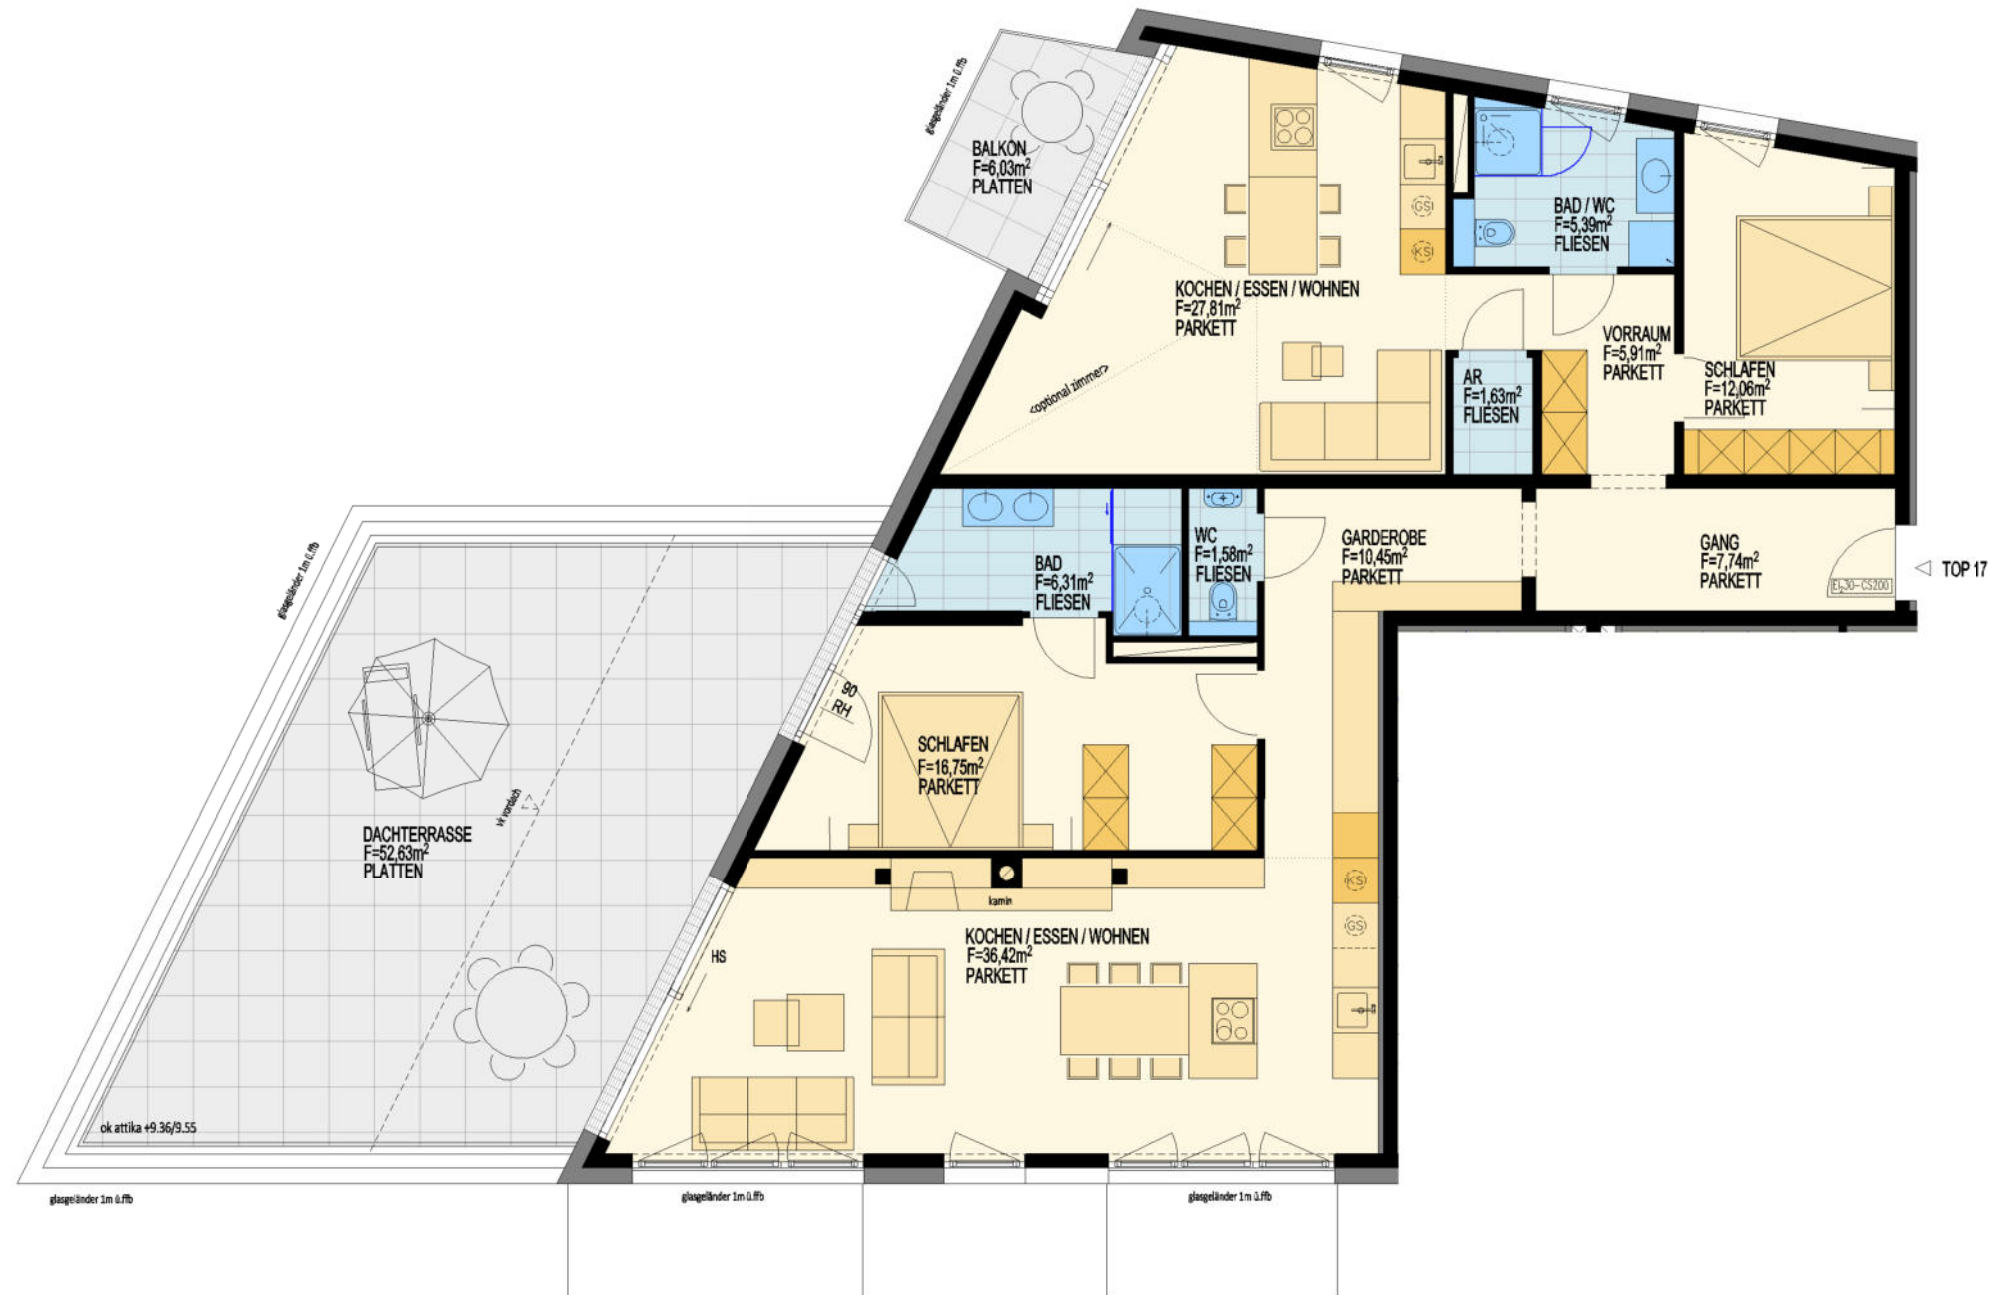 glasgeländer 1m ü.ffb
BALKON
F=6,03m²
PLATTEN
GS
KS
BAD / WC
F=5,39m²
FLIESEN
KOCHEN / ESSEN / WOHNEN
F=27,81m²
PARKETT
VORRAUM
F=5,91m²
PARKETT
SCHLAFEN
F=12,06m²
PARKETT
AR
F=1,63m²
FLIESEN
<optional zimmer>
glasgeländer 1m ü.ffb
BAD
F=6,31m²
FLIESEN
WC
F=1,58m²
FLIESEN
GARDEROBE
F=10,45m²
PARKETT
GANG
F=7,74m²
PARKETT
EI₂30-CS200
TOP 17
90
RH
SCHLAFEN
F=16,75m²
PARKETT
vk vordach
DACHTERRASSE
F=52,63m²
PLATTEN
kamin
KS
GS
HS
KOCHEN / ESSEN / WOHNEN
F=36,42m²
PARKETT
ok attika +9.36/9.55
glasgeländer 1m ü.ffb
glasgeländer 1m ü.ffb
glasgeländer 1m ü.ffb